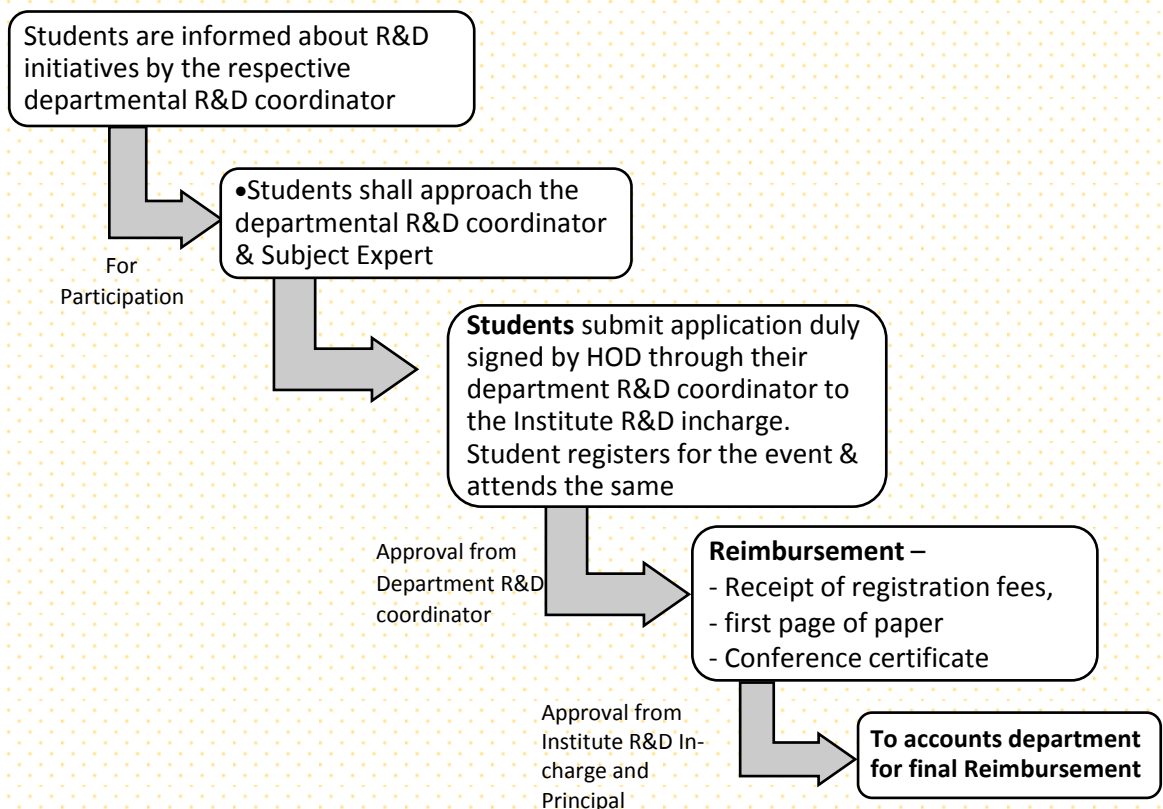 Students are informed about R&D
initiatives by the respective
departmental R&D coordinator
For
Participation
•Students shall approach the
departmental R&D coordinator
& Subject Expert
Students submit application duly
signed by HOD through their
department R&D coordinator to
the Institute R&D incharge.
Student registers for the event &
attends the same
Approval from
Department R&D
coordinator
Reimbursement –
- Receipt of registration fees,
- first page of paper
- Conference certificate
Approval from
Institute R&D In-
charge and
Principal
To accounts department
for final Reimbursement